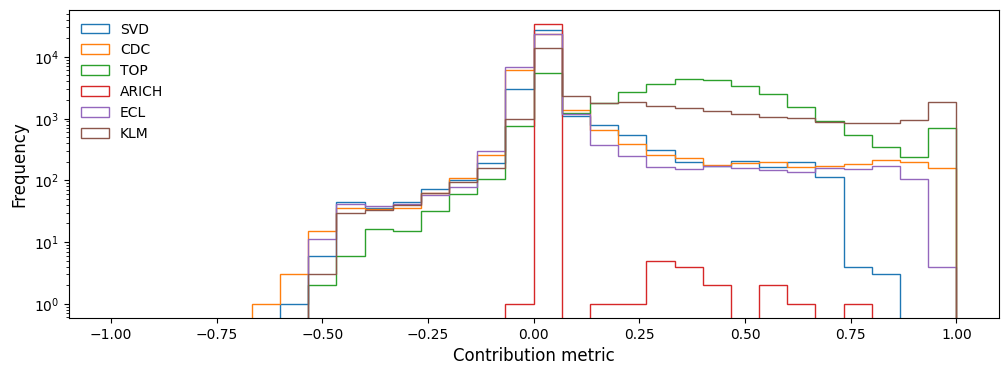 SVD
CDC
TOP
ARICH
ECL
KLM
Frequency
10⁴
10³
10²
10¹
10⁰
−1.00 −0.75 −0.50 −0.25 0.00 0.25 0.50 0.75 1.00
Contribution metric